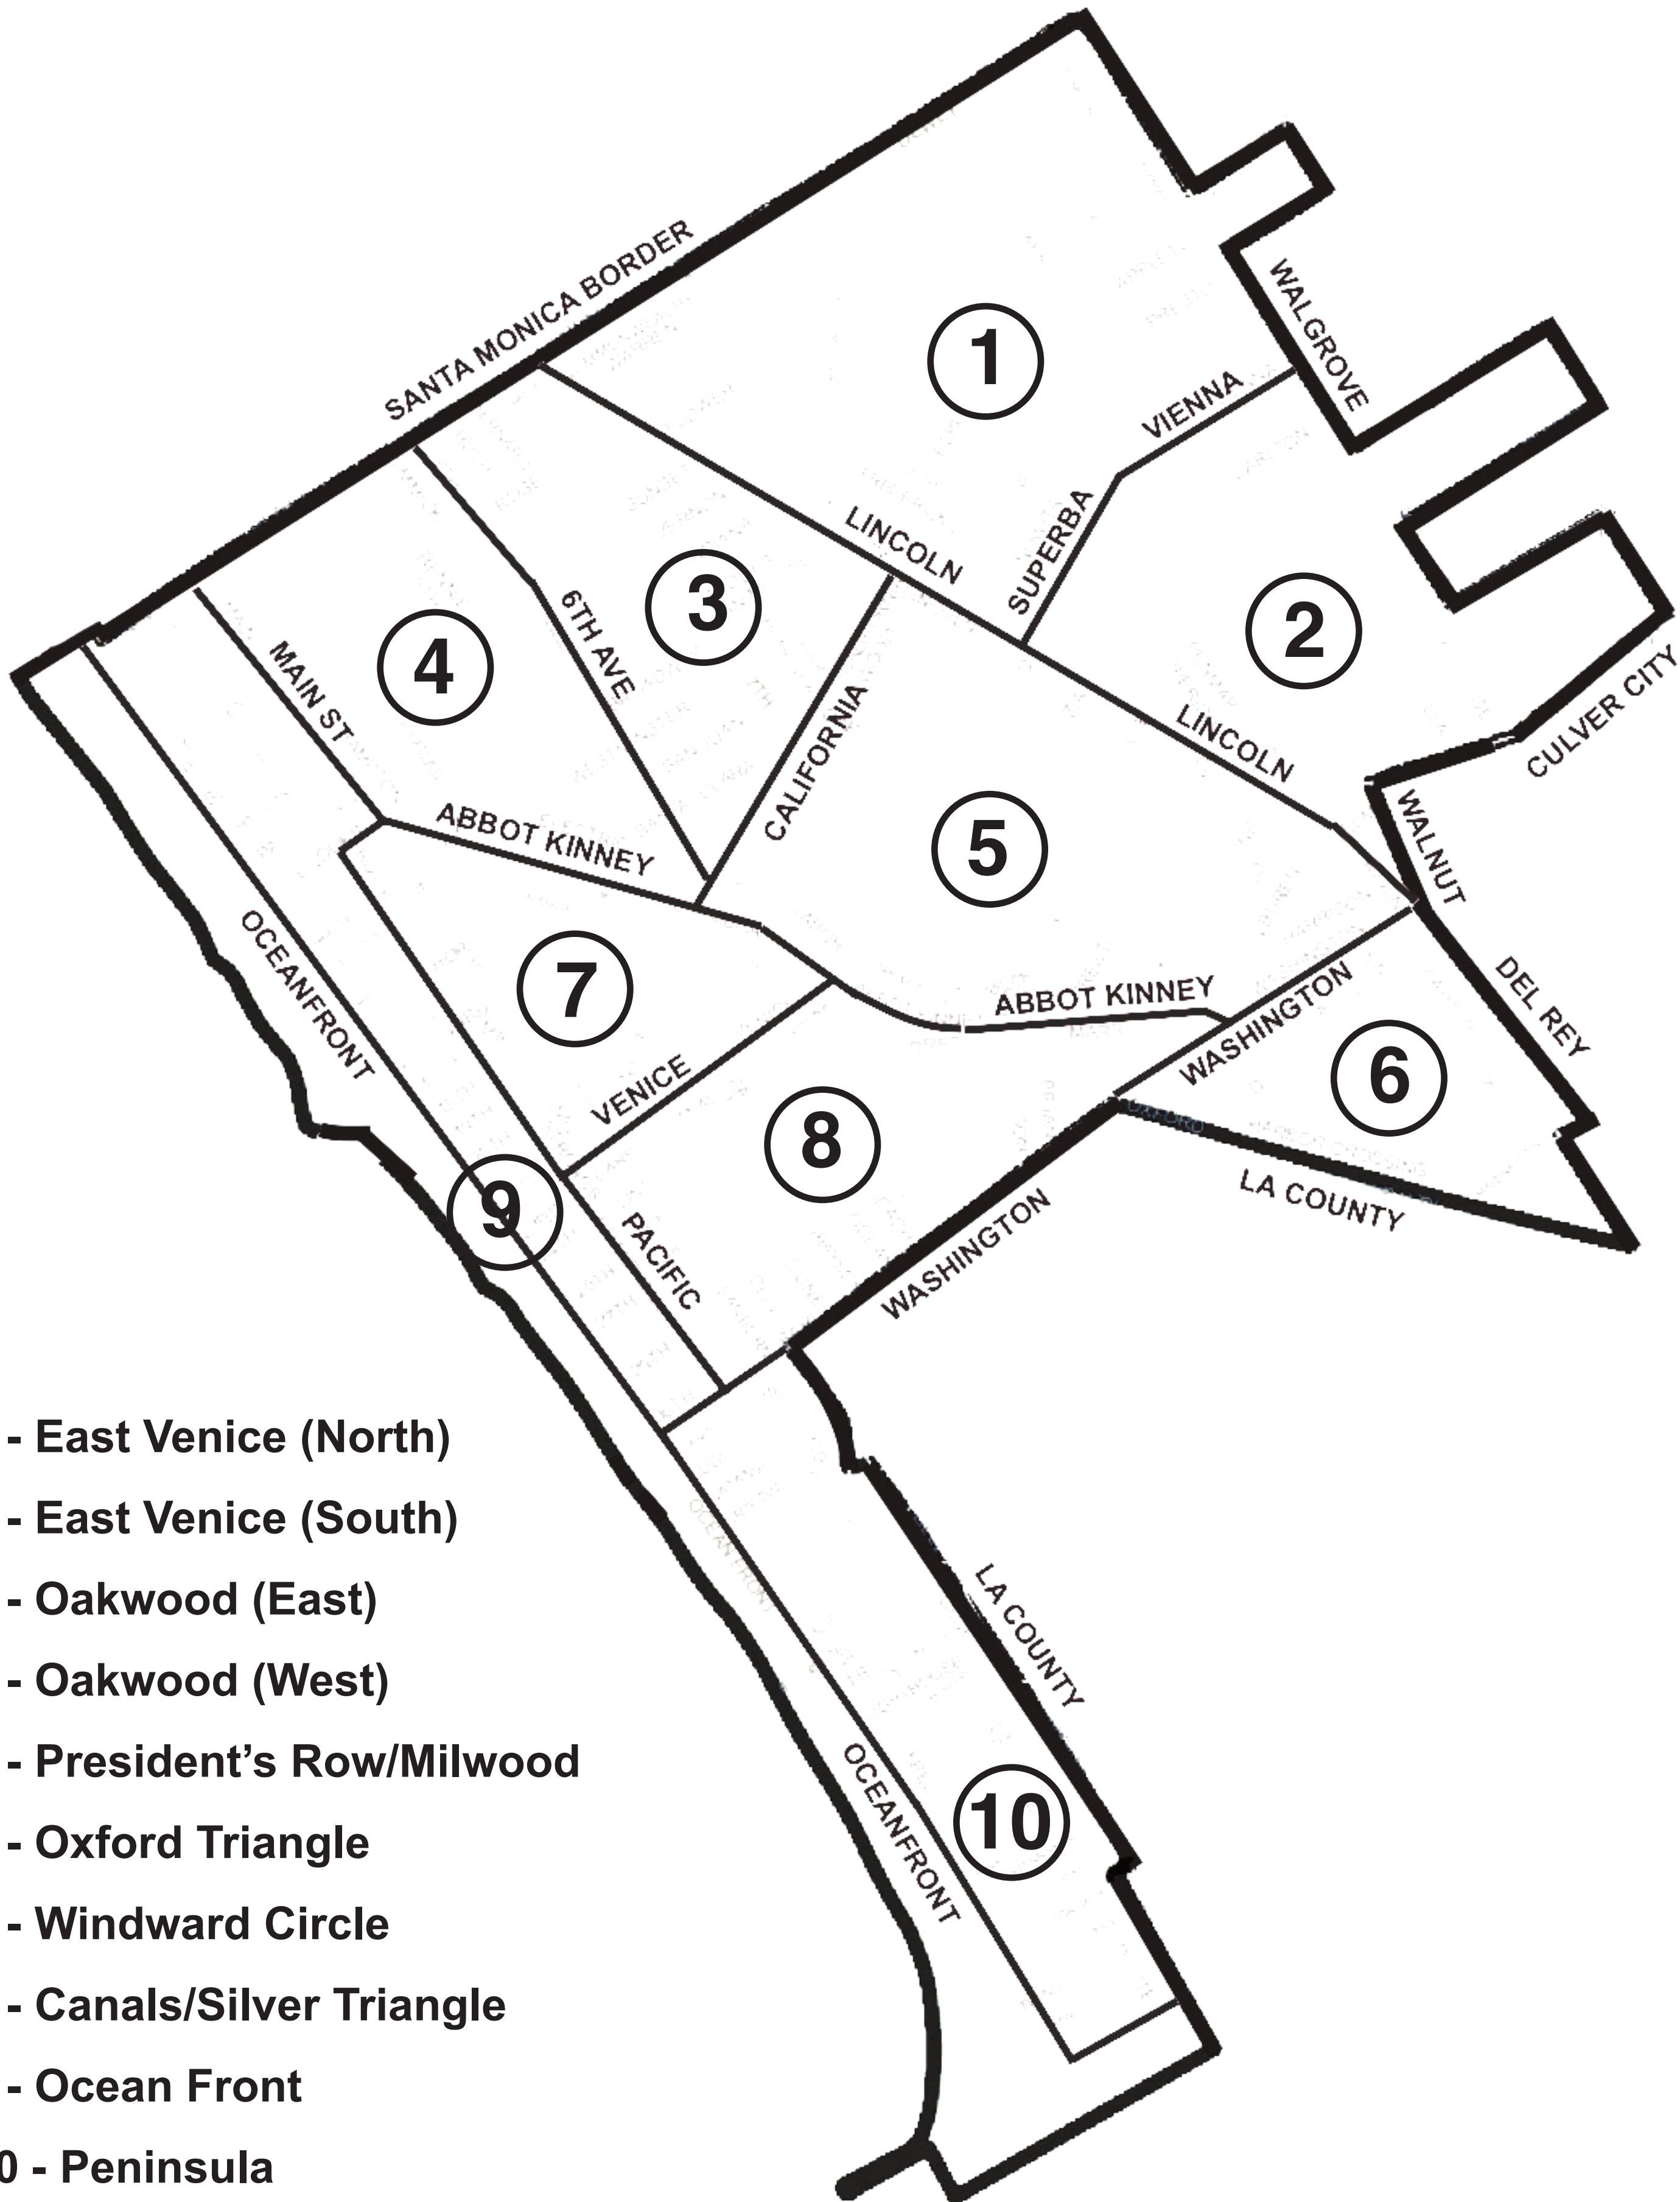 SANTA MONICA BORDER
WALGROVE
1
VIENNA
SUPERBA
LINCOLN
3
6TH AVE
2
4
MAIN ST
CULVER CITY
CALIFORNIA
LINCOLN
WALNUT
ABBOT KINNEY
5
OCEANFRONT
7
ABBOT KINNEY
WASHINGTON
DEL REY
6
VENICE
OXFORD
8
9
LA COUNTY
PACIFIC
WASHINGTON
OCEAN FRONT
LA COUNTY
OCEANFRONT
10
- East Venice (North)
- East Venice (South)
- Oakwood (East)
- Oakwood (West)
- President’s Row/Milwood
- Oxford Triangle
- Windward Circle
- Canals/Silver Triangle
- Ocean Front
0 - Peninsula